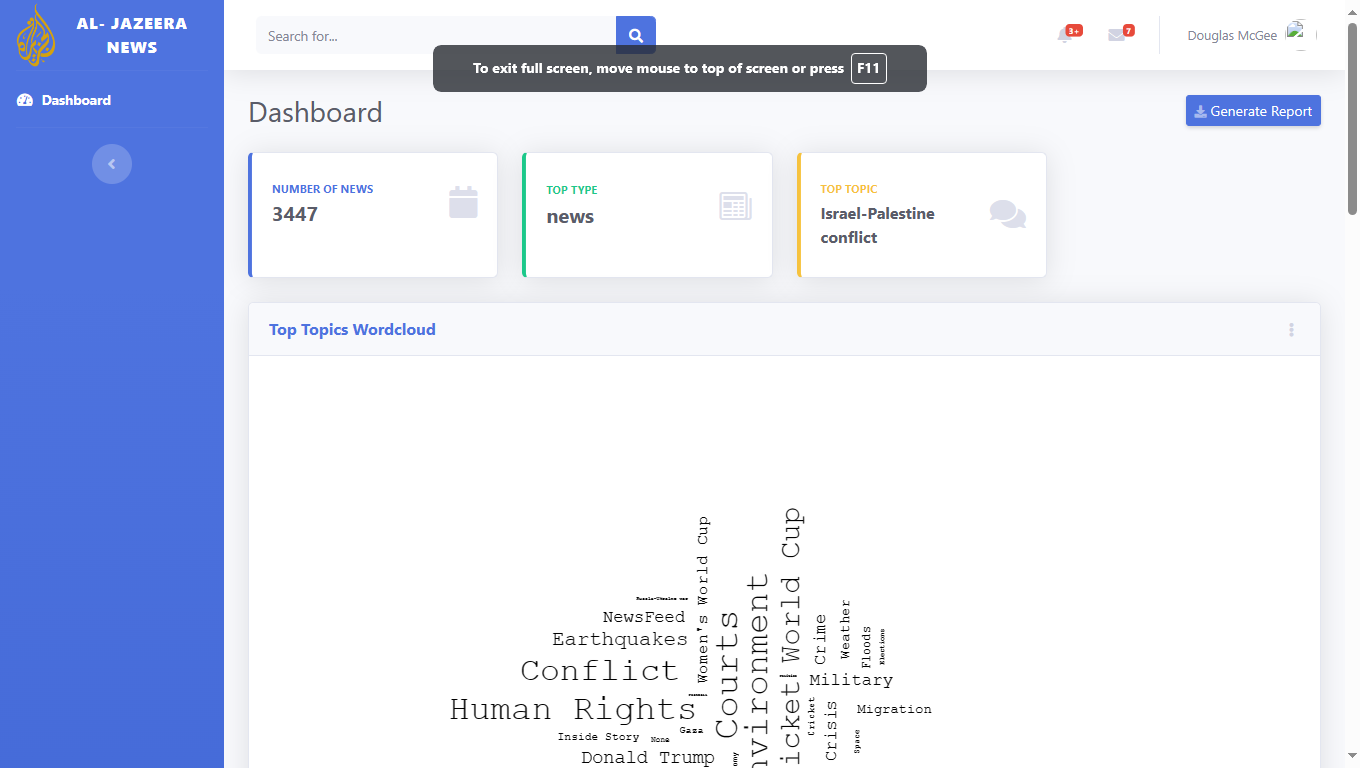 AL- JAZEERA
NEWS
Dashboard
Search for...
3+
7
Douglas McGee
To exit full screen, move mouse to top of screen or press F11
Dashboard
Generate Report
NUMBER OF NEWS
3447
TOP TYPE
news
TOP TOPIC
Israel-Palestine
conflict
Top Topics Wordcloud
Russia-Ukraine war
NewsFeed
Earthquakes
Conflict
Human Rights
Inside Story
None
Gaza
Donald Trump
Women's World Cup
Courts
World Cup
Crime
Weather
Floods
Elections
Military
Cricket
Crisis
Migration
Space